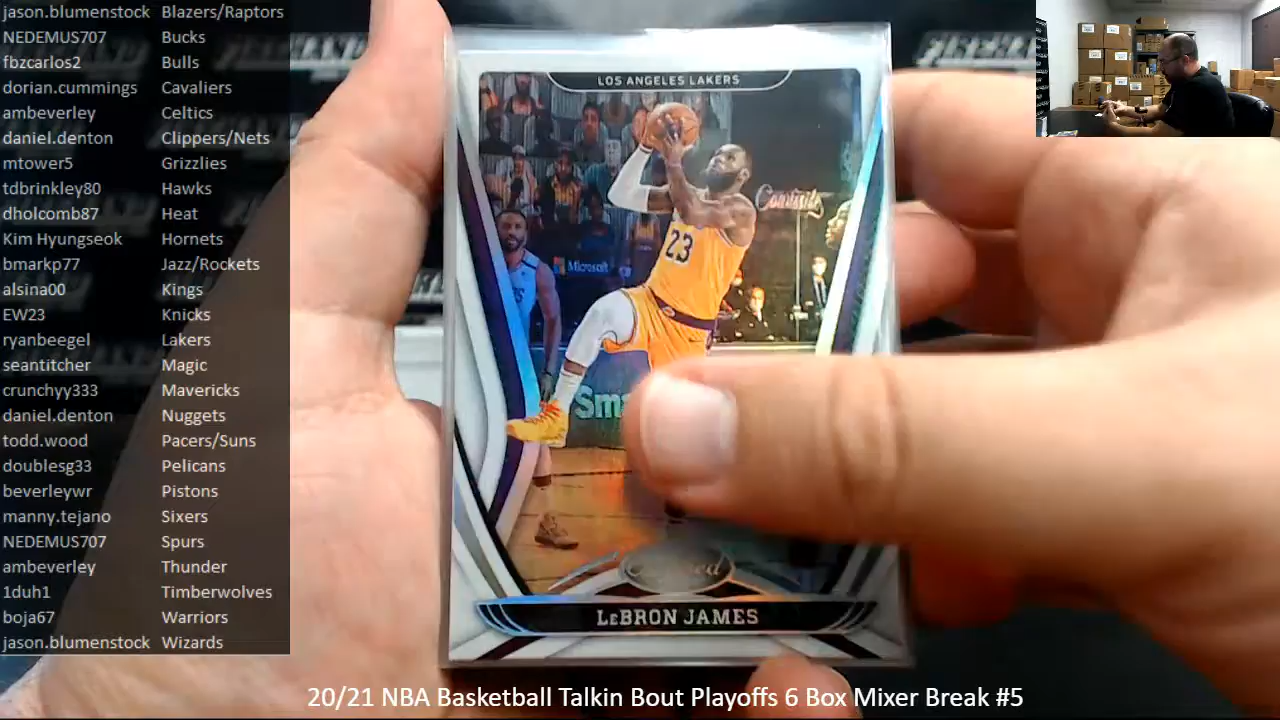 jason.blumenstock Blazers/Raptors
NEDEMUS707 Bucks
fbzcarlos2 Bulls
dorian.cummings Cavaliers
ambeverley Celtics
daniel.denton Clippers/Nets
mtower5 Grizzlies
tdbrinkley80 Hawks
dholcomb87 Heat
Kim Hyungseok Hornets
bmarkp77 Jazz/Rockets
alsina00 Kings
EW23 Knicks
ryanbeegel Lakers
seantitcher Magic
crunchyy333 Mavericks
daniel.denton Nuggets
todd.wood Pacers/Suns
doublesg33 Pelicans
beverleywr Pistons
manny.tejano Sixers
NEDEMUS707 Spurs
ambeverley Thunder
1duh1 Timberwolves
boja67 Warriors
jason.blumenstock Wizards
LOS ANGELES LAKERS
Courtside
23
Microsoft
LEBRON JAMES
20/21 NBA Basketball Talkin Bout Playoffs 6 Box Mixer Break #5